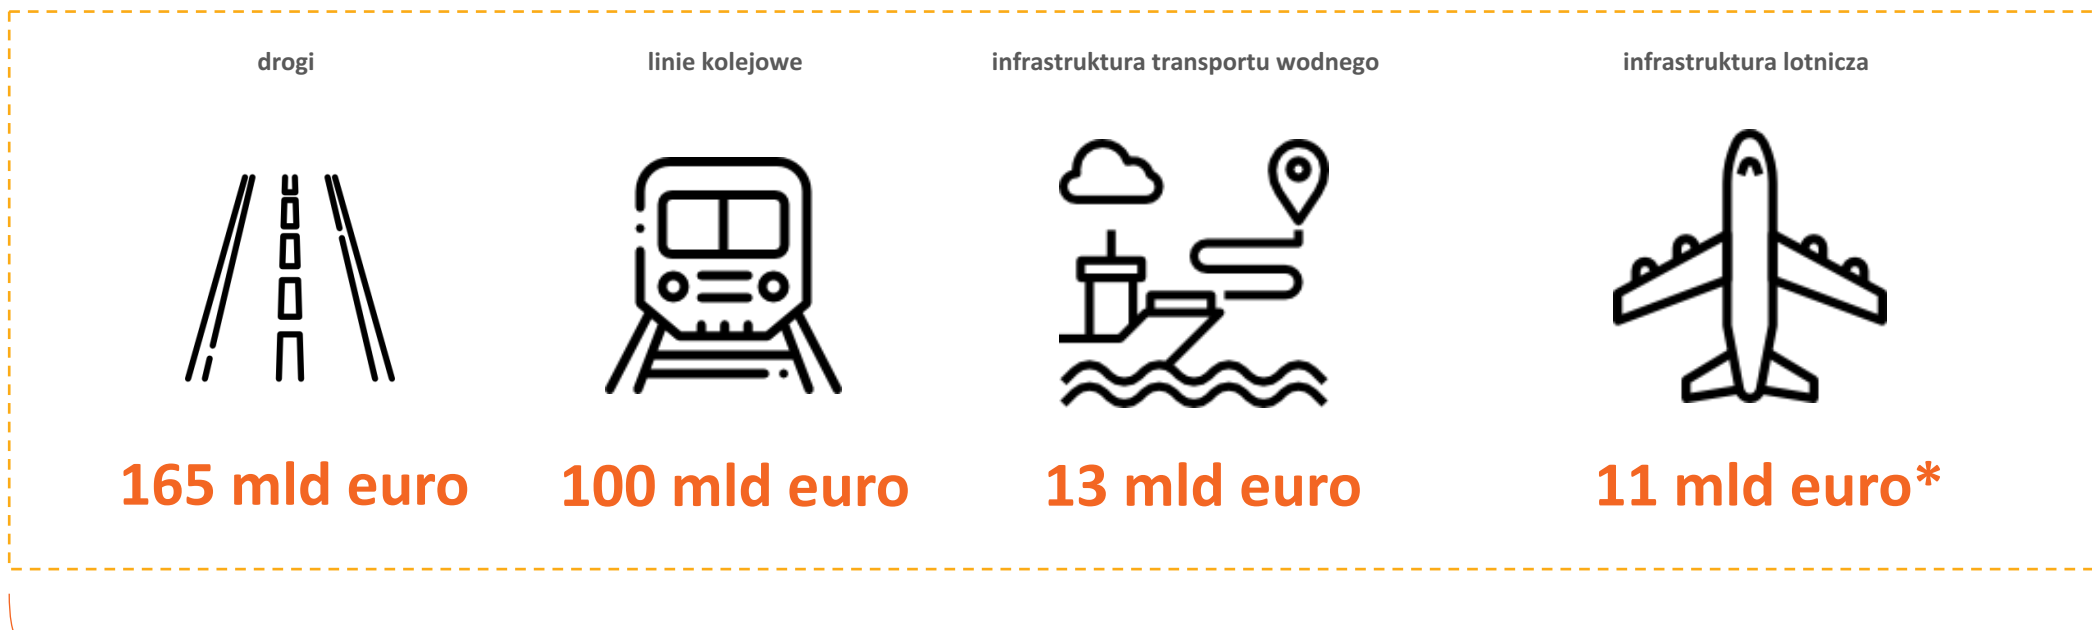 drogi
linie kolejowe
infrastruktura transportu wodnego
infrastruktura lotnicza
165 mld euro
100 mld euro
13 mld euro
11 mld euro*